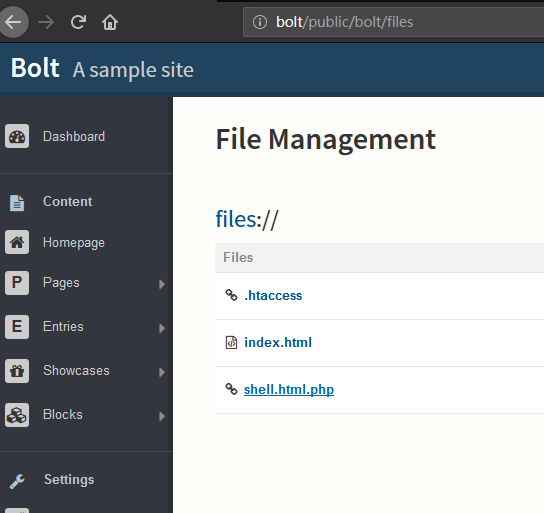 bolt/public/bolt/files
Bolt A sample site
Dashboard
File Management
Content
files://
Homepage
Files
P Pages
.htaccess
E Entries
index.html
Showcases
shell.html.php
Blocks
Settings